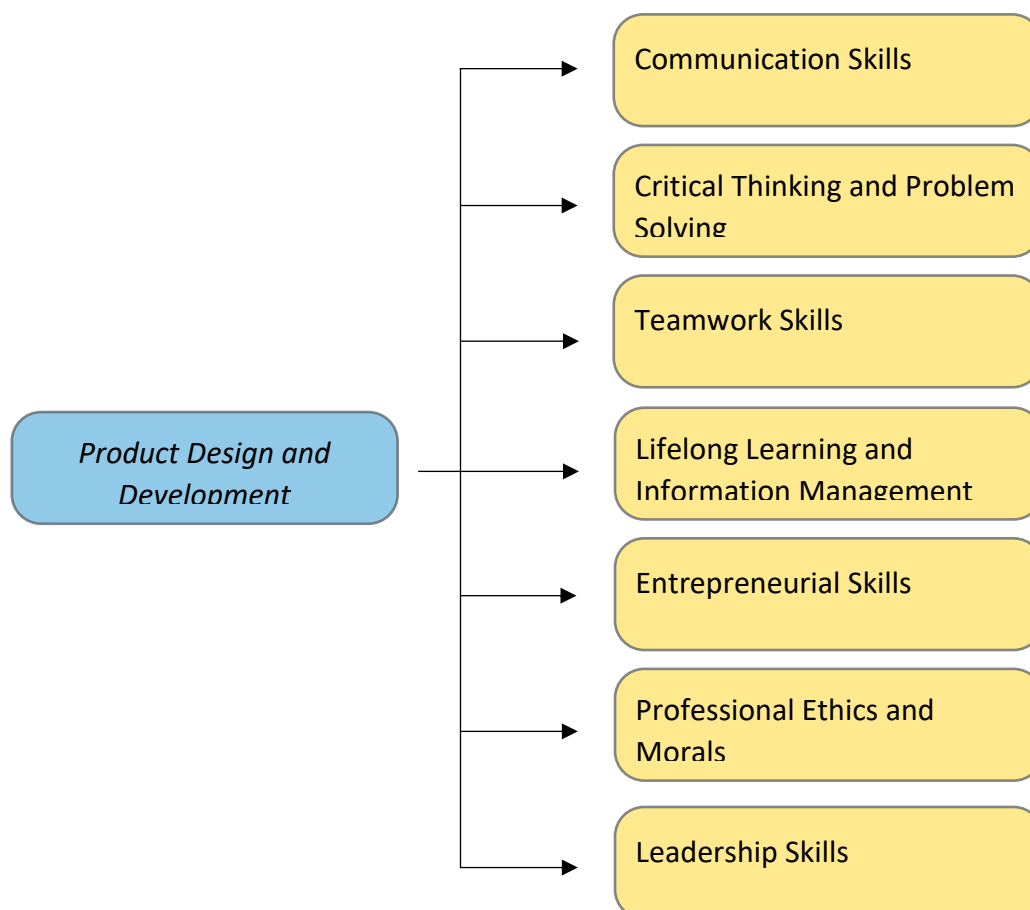 Communication Skills
Critical Thinking and Problem
Solving
Teamwork Skills
Product Design and
Development
Lifelong Learning and
Information Management
Entrepreneurial Skills
Professional Ethics and
Morals
Leadership Skills